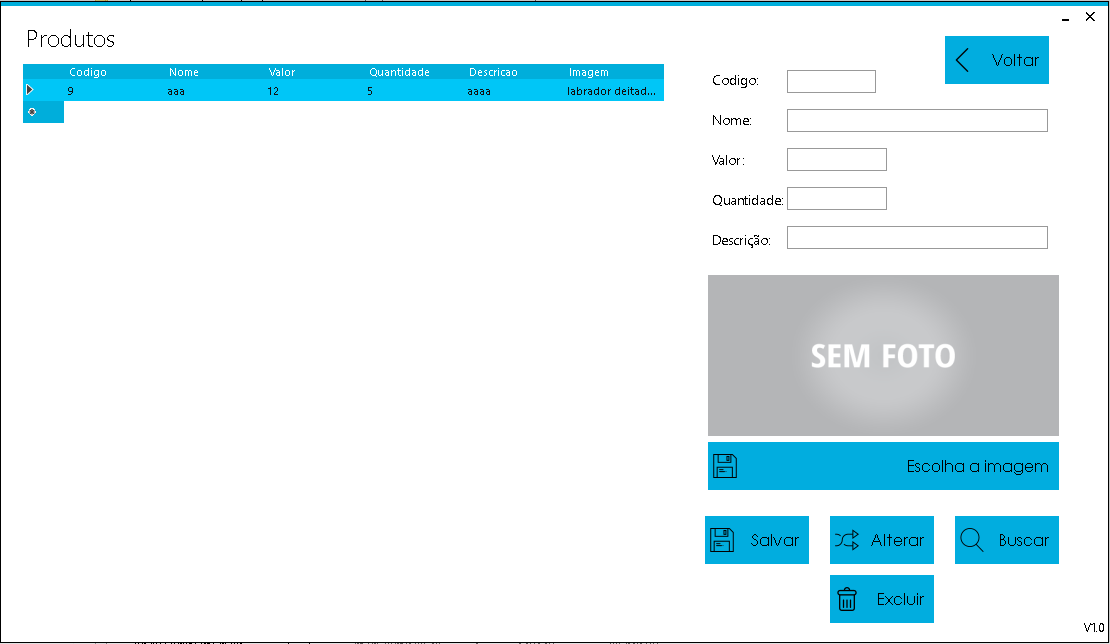 Produtos
Codigo Nome Valor Quantidade Descricao Imagem
9 aaa 12 5 aaaa labrador deitad...
Voltar
Codigo:
Nome:
Valor:
Quantidade:
Descrição:
SEM FOTO
Escolha a imagem
Salvar Alterar Buscar
Excluir
V1.0